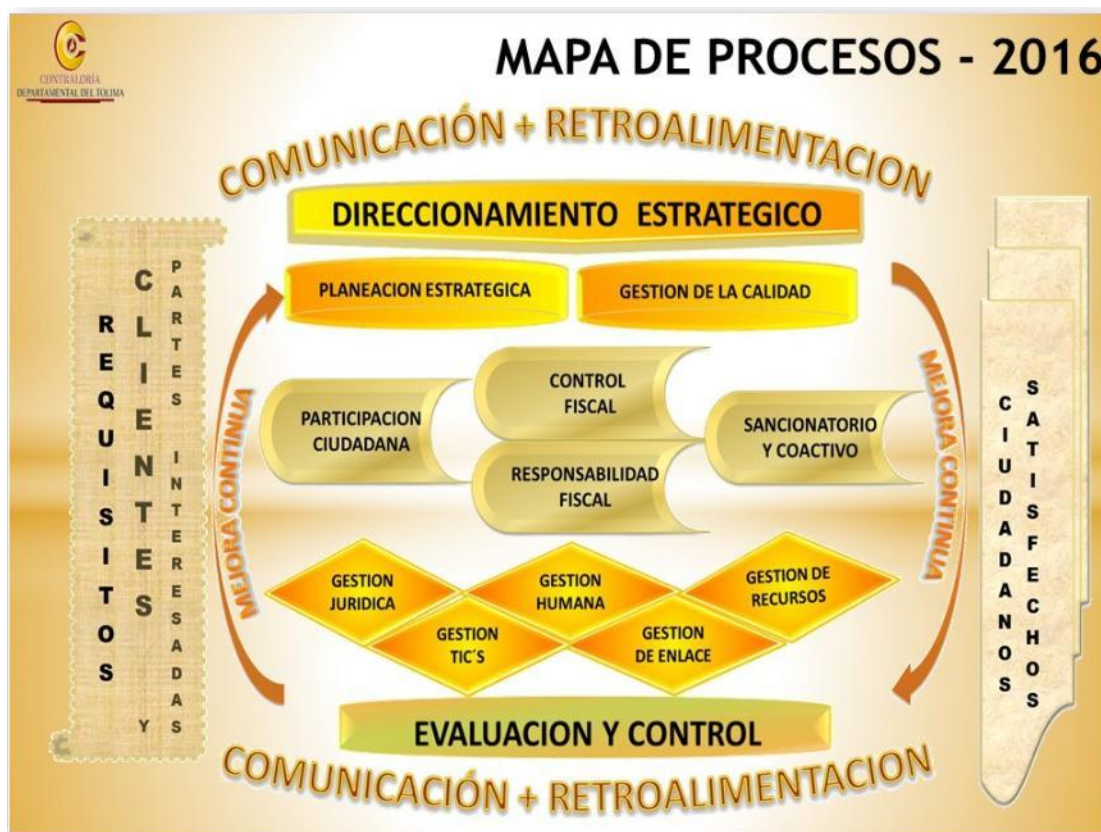 CONTRALORÍA
DEPARTAMENTAL DEL TOLIMA
MAPA DE PROCESOS - 2016
COMUNICACIÓN + RETROALIMENTACION
DIRECCIONAMIENTO ESTRATEGICO
PLANEACION ESTRATEGICA
GESTION DE LA CALIDAD
REQUISITOS
CLIENTES Y
PARTES INTERESADAS
MEJORA CONTINUA
PARTICIPACION
CIUDADANA
CONTROL
FISCAL
RESPONSABILIDAD
FISCAL
SANCIONATORIO
Y COACTIVO
MEJORA CONTINUA
CIUDADANOS
SATISFECHOS
GESTION
JURIDICA
GESTION
HUMANA
GESTION DE
RECURSOS
GESTION
TIC´S
GESTION
DE ENLACE
EVALUACION Y CONTROL
COMUNICACIÓN + RETROALIMENTACION